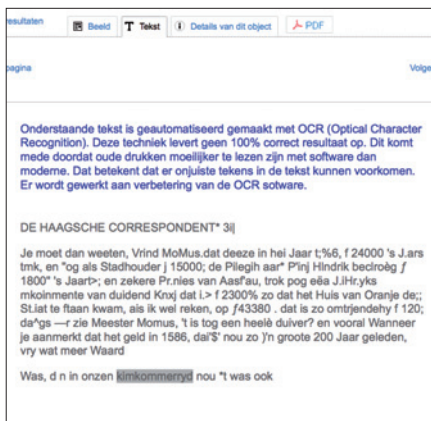 resultaten
Beeld
Tekst
Details van dit object
PDF
pagina
Volge
Onderstaande tekst is geautomatiseerd gemaakt met OCR (Optical Character
Recognition). Deze techniek levert geen 100% correct resultaat op. Dit komt
mede doordat oude drukken moeilijker te lezen zijn met software dan
moderne. Dat betekent dat er onjuiste tekens in de tekst kunnen voorkomen.
Er wordt gewerkt aan verbetering van de OCR sotware.
DE HAAGSCHE CORRESPONDENT* 3i|
Je moet dan weeten, Vrind MoMus.dat deeze in hei Jaar t;%6, f 24000 's J.ars
tmk, en "og als Stadhouder j 15000; de Pilegih aar* P'inj HIndrik beclroèg ƒ
1800" 's Jaart>; en zekere Pr.nies van Aasf'au, trok pog eëa J.iHr.yks
mkoinmente van duidend Knxj dat i.> f 2300% zo dat het Huis van Oranje de;;
St.iat te ftaan kwam, ais ik wel reken, op ƒ43380 . dat is zo omtrjendehy f 120;
da^gs —r zie Meester Momus, 't is tog een heelè duiver? en vooral Wanneer
je aanmerkt dat het geld in 1586, dai'$' nou zo )'n groote 200 Jaar geleden,
vry wat meer Waard
Was, d n in onzen kimkommerryd nou *t was ook